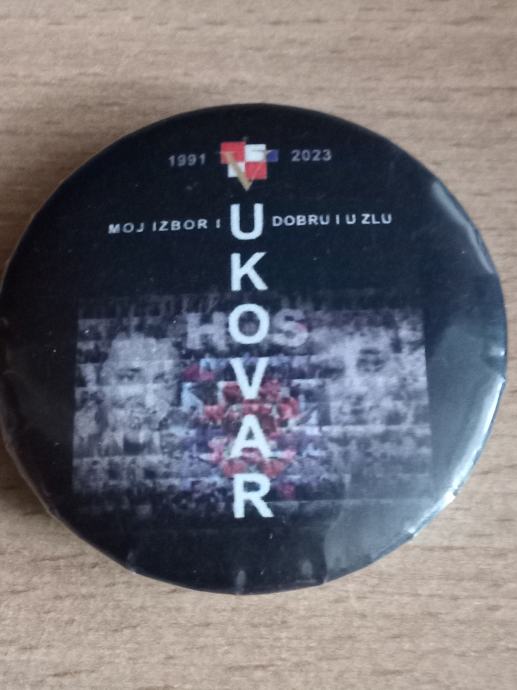 1991 2023
MOJ IZBOR I U DOBRU I U ZLU
VUKOVAR
HOS